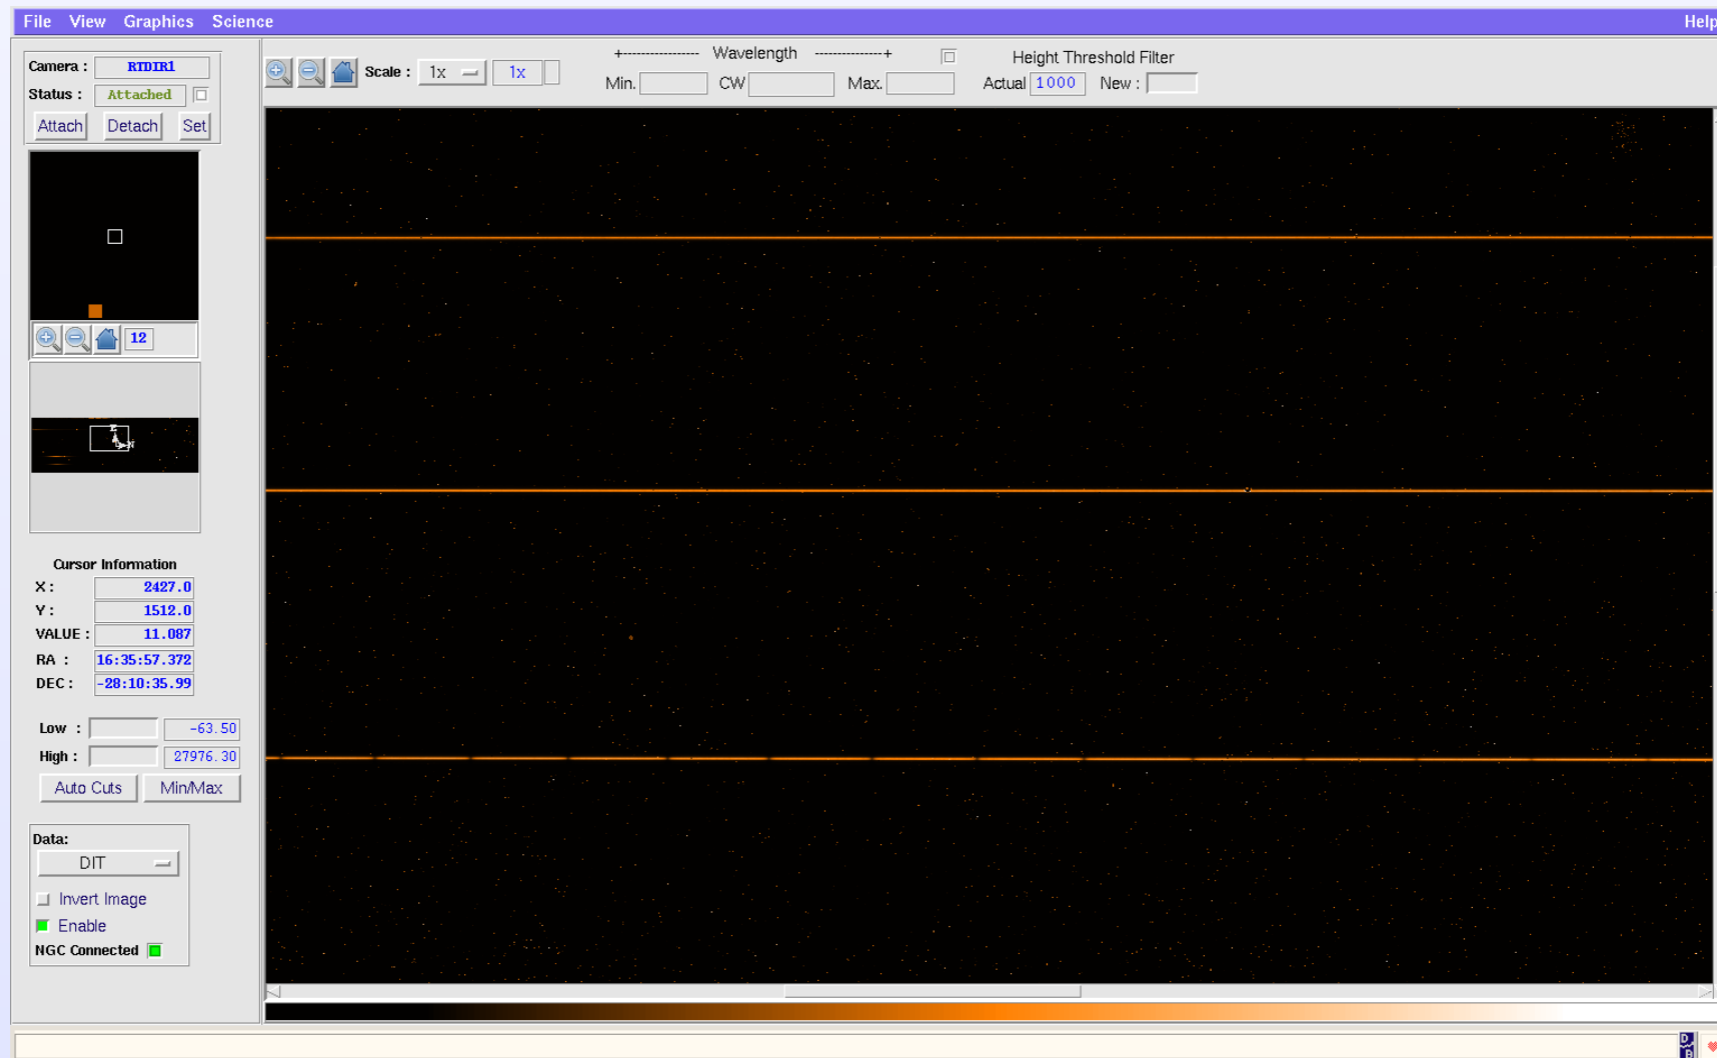 File View Graphics Science Help
Camera : RTDIR1
Status : Attached
Attach Detach Set
Scale : 1x 1x
+----------------- Wavelength ---------------+
Min. CW Max.
Height Threshold Filter
Actual 1000 New :
12
E
N
Cursor Information
X : 2427.0
Y : 1512.0
VALUE : 11.087
RA : 16:35:57.372
DEC : -28:10:35.99
Low : -63.50
High : 27976.30
Auto Cuts Min/Max
Data:
DIT
Invert Image
Enable
NGC Connected
D
B